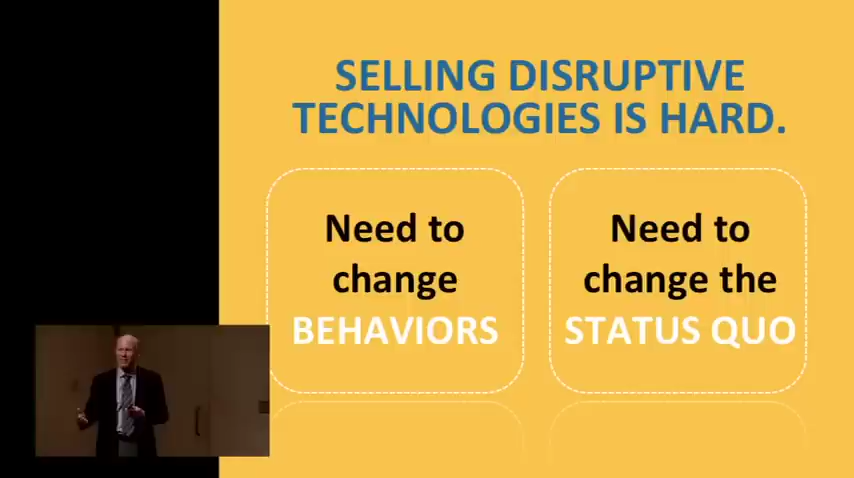 SELLING DISRUPTIVE
TECHNOLOGIES IS HARD.
Need to
change
BEHAVIORS
Need to
change the
STATUS QUO